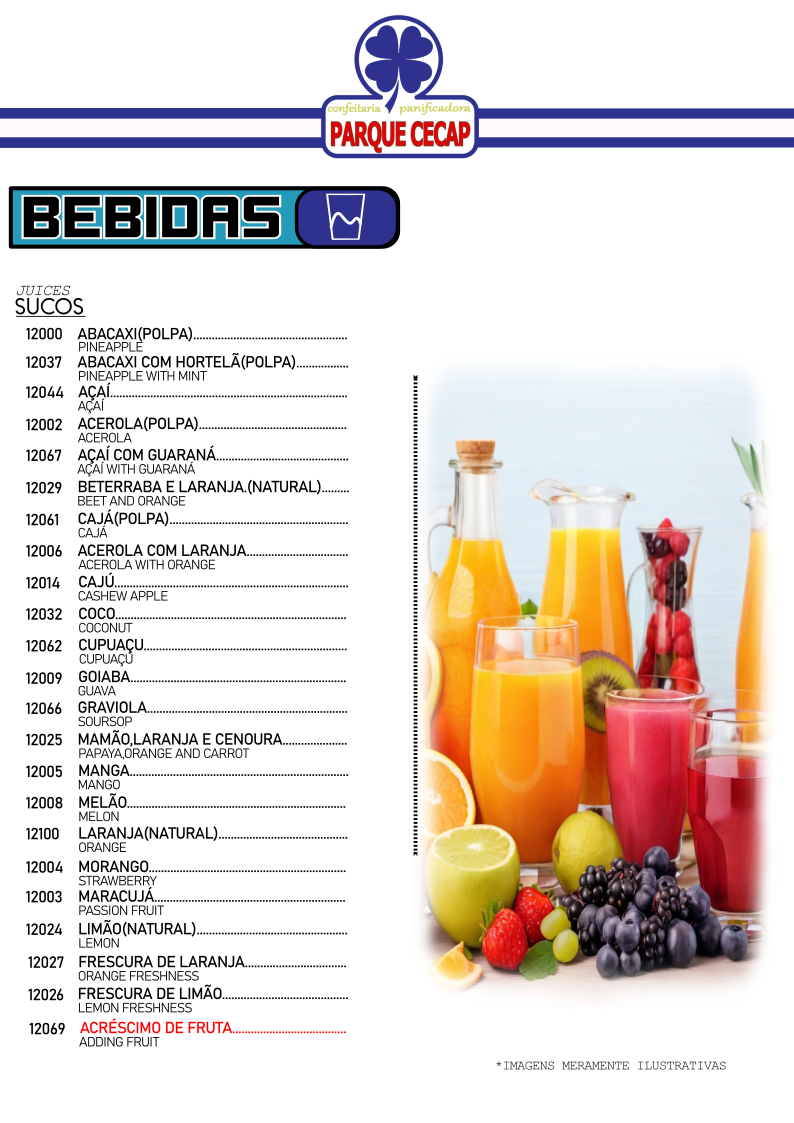 confeitaria panificadora
PARQUE CECAP
BEBIDAS
JUICES
SUCOS
12000 ABACAXI(POLPA)..................................................
PINEAPPLE
12037 ABACAXI COM HORTELÃ(POLPA).................
PINEAPPLE WITH MINT
12044 AÇAÍ.............................................................................
AÇAÍ
12002 ACEROLA(POLPA)................................................
ACEROLA
12067 AÇAÍ COM GUARANÁ...........................................
AÇAÍ WITH GUARANÁ
12029 BETERRABA E LARANJA.(NATURAL).........
BEET AND ORANGE
12061 CAJÁ(POLPA)..........................................................
CAJÁ
12006 ACEROLA COM LARANJA.................................
ACEROLA WITH ORANGE
12014 CAJÚ............................................................................
CASHEW APPLE
12032 COCO...........................................................................
COCONUT
12062 CUPUAÇU..................................................................
CUPUAÇÚ
12009 GOIABA......................................................................
GUAVA
12066 GRAVIOLA.................................................................
SOURSOP
12025 MAMÃO,LARANJA E CENOURA.....................
PAPAYA,ORANGE AND CARROT
12005 MANGA.......................................................................
MANGO
12008 MELÃO.......................................................................
MELON
12100 LARANJA(NATURAL)..........................................
ORANGE
12004 MORANGO................................................................
STRAWBERRY
12003 MARACUJÁ..............................................................
PASSION FRUIT
12024 LIMÃO(NATURAL).................................................
LEMON
12027 FRESCURA DE LARANJA.................................
ORANGE FRESHNESS
12026 FRESCURA DE LIMÃO.........................................
LEMON FRESHNESS
12069 ACRÉSCIMO DE FRUTA.....................................
ADDING FRUIT
*IMAGENS MERAMENTE ILUSTRATIVAS